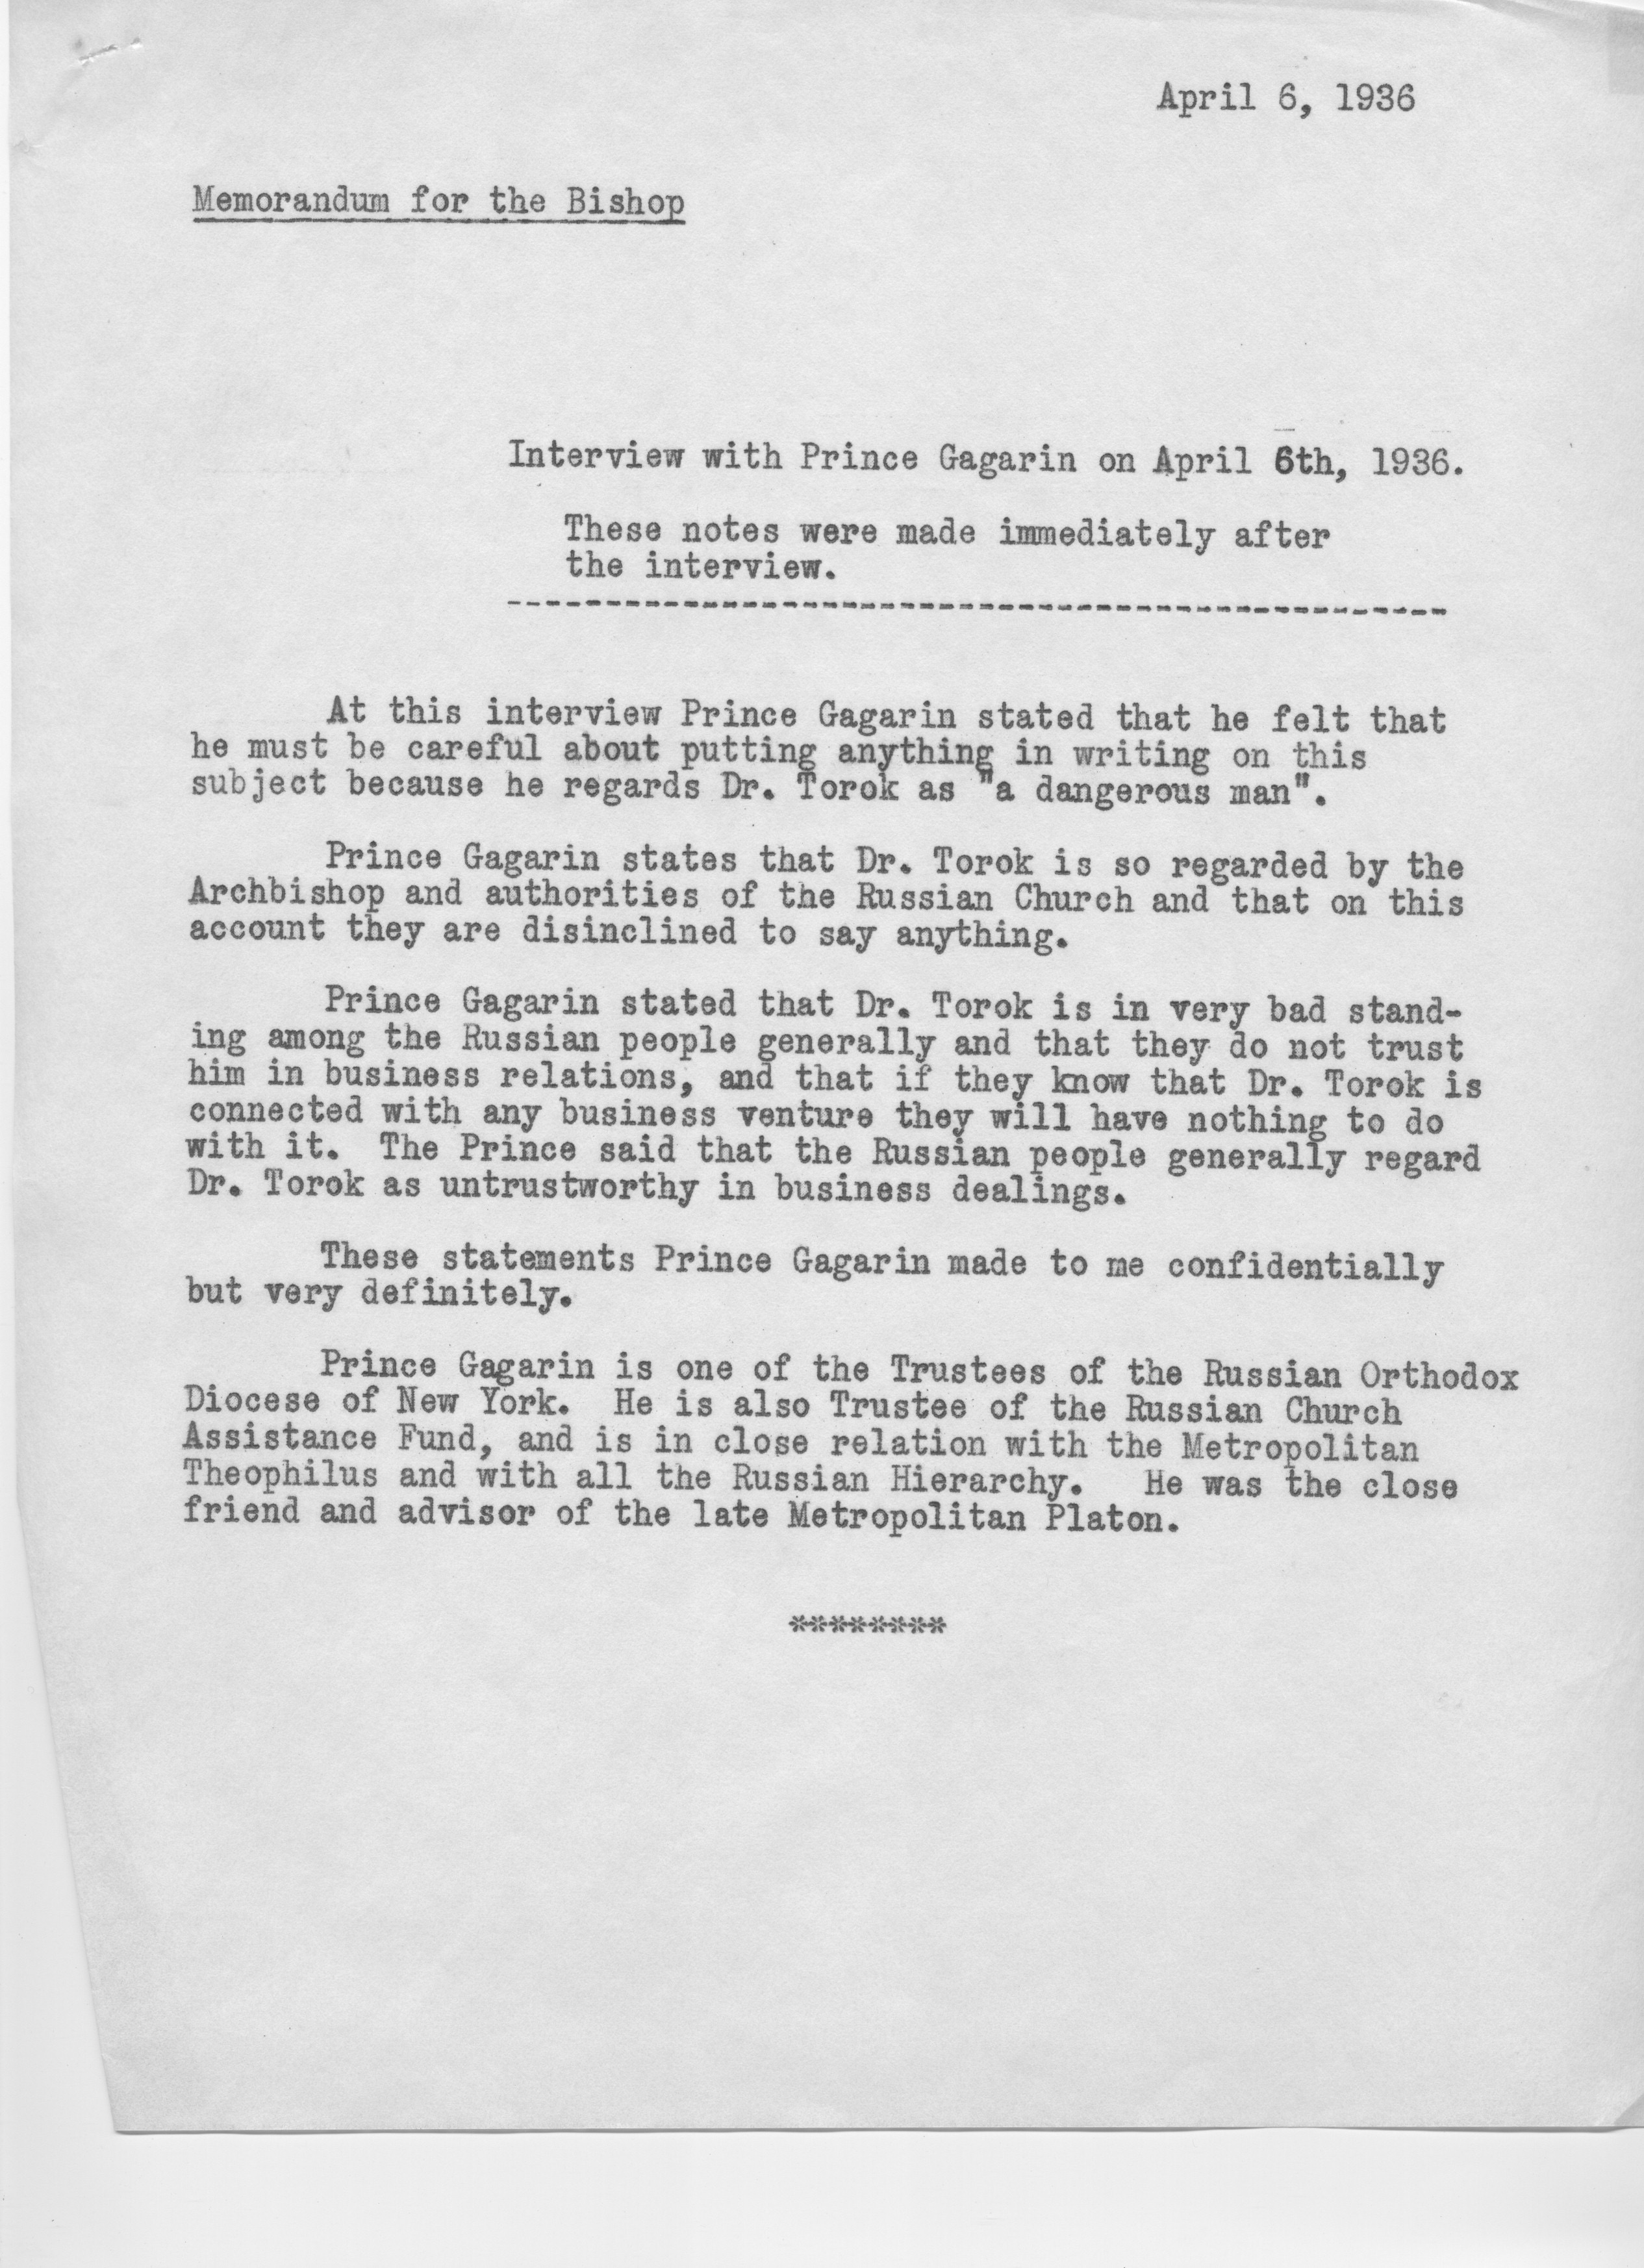 April 6, 1936
Memorandum for the Bishop
Interview with Prince Gagarin on April 6th, 1936.
These notes were made immediately after
the interview.
------------------------------------------------
At this interview Prince Gagarin stated that he felt that
he must be careful about putting anything in writing on this
subject because he regards Dr. Torok as "a dangerous man".
Prince Gagarin states that Dr. Torok is so regarded by the
Archbishop and authorities of the Russian Church and that on this
account they are disinclined to say anything.
Prince Gagarin stated that Dr. Torok is in very bad stand-
ing among the Russian people generally and that they do not trust
him in business relations, and that if they know that Dr. Torok is
connected with any business venture they will have nothing to do
with it. The Prince said that the Russian people generally regard
Dr. Torok as untrustworthy in business dealings.
These statements Prince Gagarin made to me confidentially
but very definitely.
Prince Gagarin is one of the Trustees of the Russian Orthodox
Diocese of New York. He is also Trustee of the Russian Church
Assistance Fund, and is in close relation with the Metropolitan
Theophilus and with all the Russian Hierarchy. He was the close
friend and advisor of the late Metropolitan Platon.
********